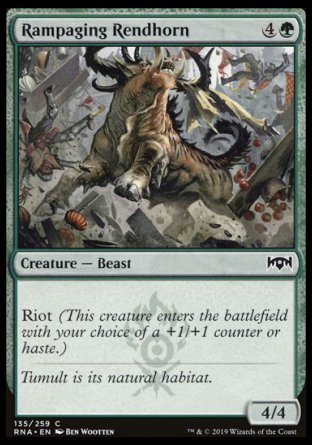 Rampaging Rendhorn 4
Creature — Beast
Riot (This creature enters the battlefield
with your choice of a +1/+1 counter or
haste.)
Tumult is its natural habitat.
4/4
135/259 C
RNA • EN Ben Wootten
™ & © 2019 Wizards of the Coast